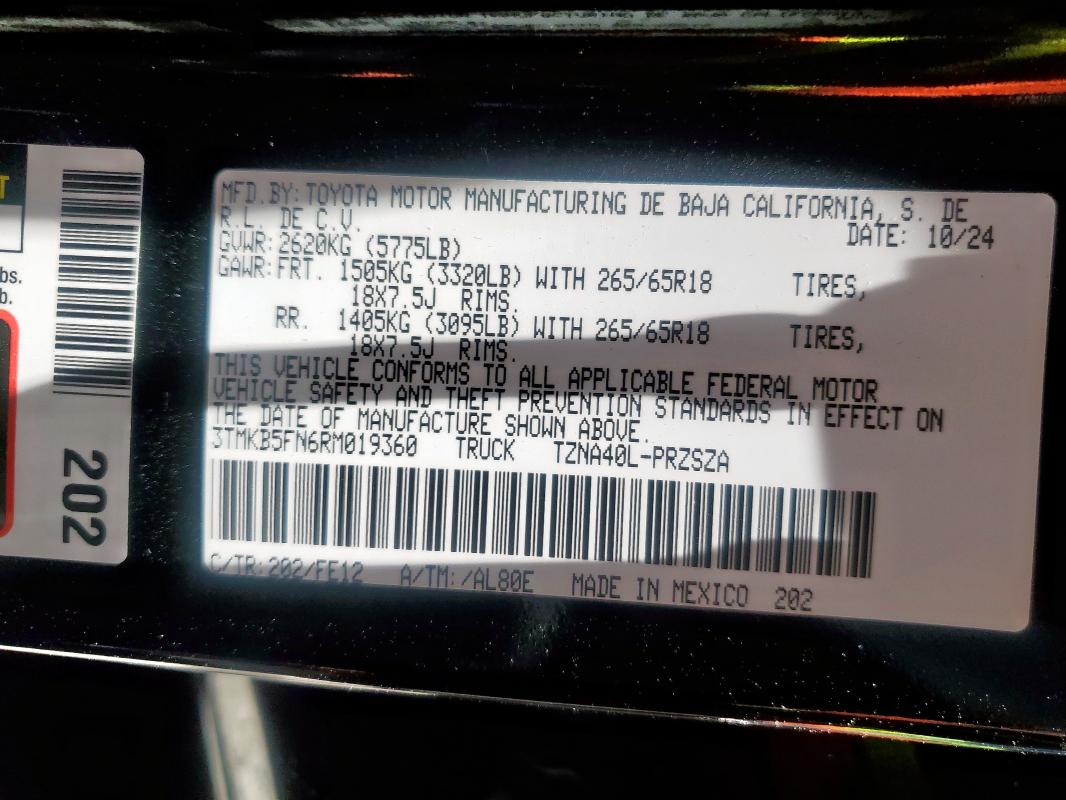 T
bs.
b.
202
MFD.BY:TOYOTA MOTOR MANUFACTURING DE BAJA CALIFORNIA, S. DE
R.L. DE C.V.
DATE: 10/24
GVWR:2620KG (5775LB)
GAWR:FRT. 1505KG (3320LB) WITH 265/65R18 TIRES,
18X7.5J RIMS.
RR. 1405KG (3095LB) WITH 265/65R18 TIRES,
18X7.5J RIMS.
THIS VEHICLE CONFORMS TO ALL APPLICABLE FEDERAL MOTOR
VEHICLE SAFETY AND THEFT PREVENTION STANDARDS IN EFFECT ON
THE DATE OF MANUFACTURE SHOWN ABOVE.
3TMKB5FN6RM019360 TRUCK TZNA40L-PRZSZA
C/TR:202/FE12 A/TM:/AL80E MADE IN MEXICO 202